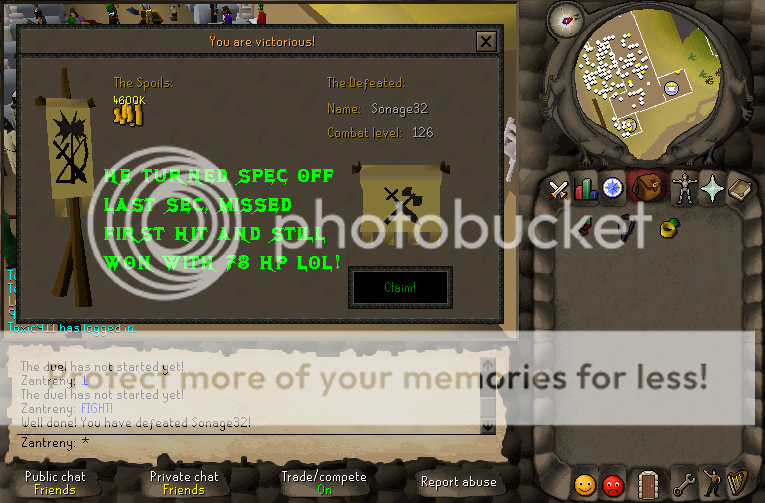 You are victorious!
The Spoils:
4600K
The Defeated:
Name: Sonage32
Combat level: 126
HE TURNED SPEC OFF
LAST SEC, MISSED
FIRST HIT AND STILL
WON WITH 78 HP LOL!
Claim!
photobucket
Toxic911 has logged in.
The duel has not started yet!
Zantreny: 1
The duel has not started yet!
Zantreny: FIGHT!
Well done! You have defeated Sonage32!
Zantreny: *
Protect more of your memories for less!
Public chat
Friends
Private chat
Friends
Trade/compete
On
Report abuse